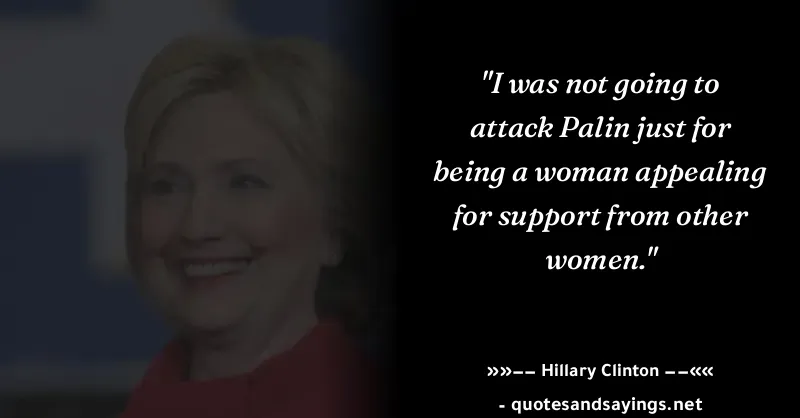 "I was not going to
attack Palin just for
being a woman appealing
for support from other
women."
»»−− Hillary Clinton −−««
- quotesandsayings.net